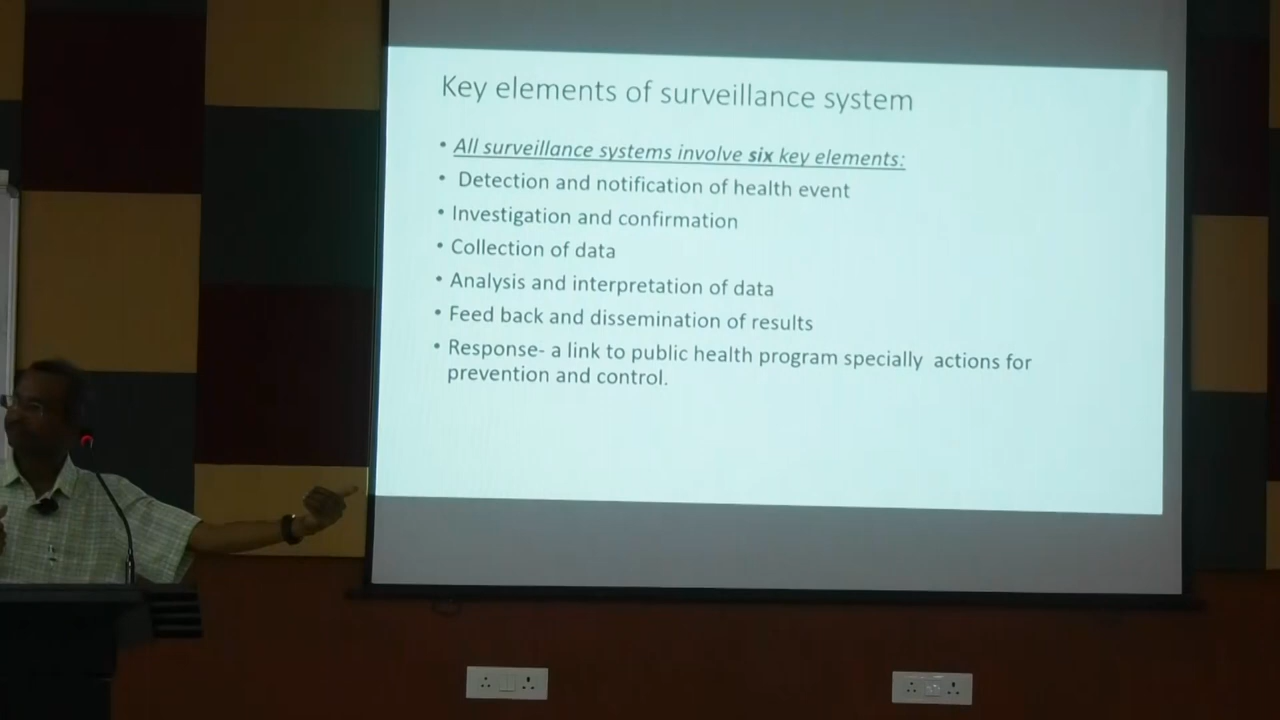 Key elements of surveillance system
• All surveillance systems involve six key elements:
• Detection and notification of health event
• Investigation and confirmation
• Collection of data
• Analysis and interpretation of data
• Feed back and dissemination of results
• Response- a link to public health program specially actions for
prevention and control.